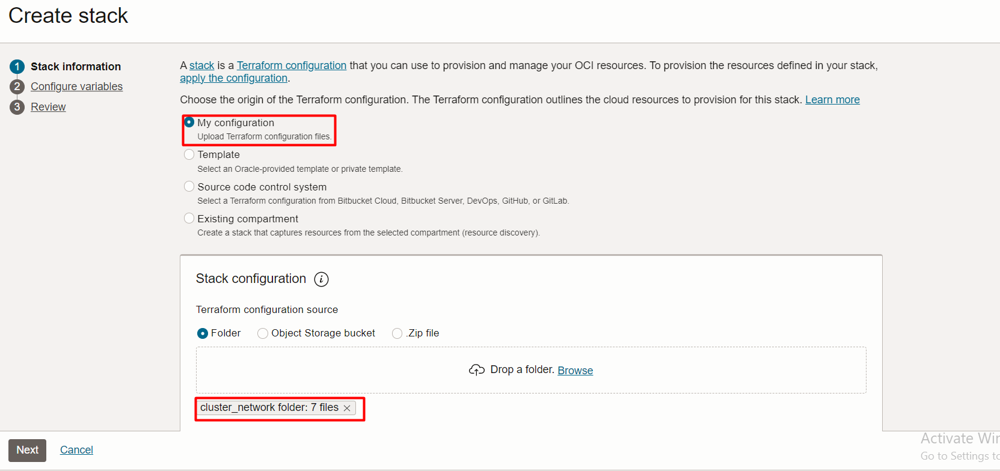 Create stack
1 Stack information
2 Configure variables
3 Review
A stack is a Terraform configuration that you can use to provision and manage your OCI resources. To provision the resources defined in your stack,
apply the configuration.
Choose the origin of the Terraform configuration. The Terraform configuration outlines the cloud resources to provision for this stack. Learn more
My configuration
Upload Terraform configuration files.
Template
Select an Oracle-provided template or private template.
Source code control system
Select a Terraform configuration from Bitbucket Cloud, Bitbucket Server, DevOps, GitHub, or GitLab.
Existing compartment
Create a stack that captures resources from the selected compartment (resource discovery).
Stack configuration i
Terraform configuration source
Folder Object Storage bucket .Zip file
Drop a folder. Browse
cluster_network folder: 7 files ×
Next Cancel
Activate Win
Go to Settings to